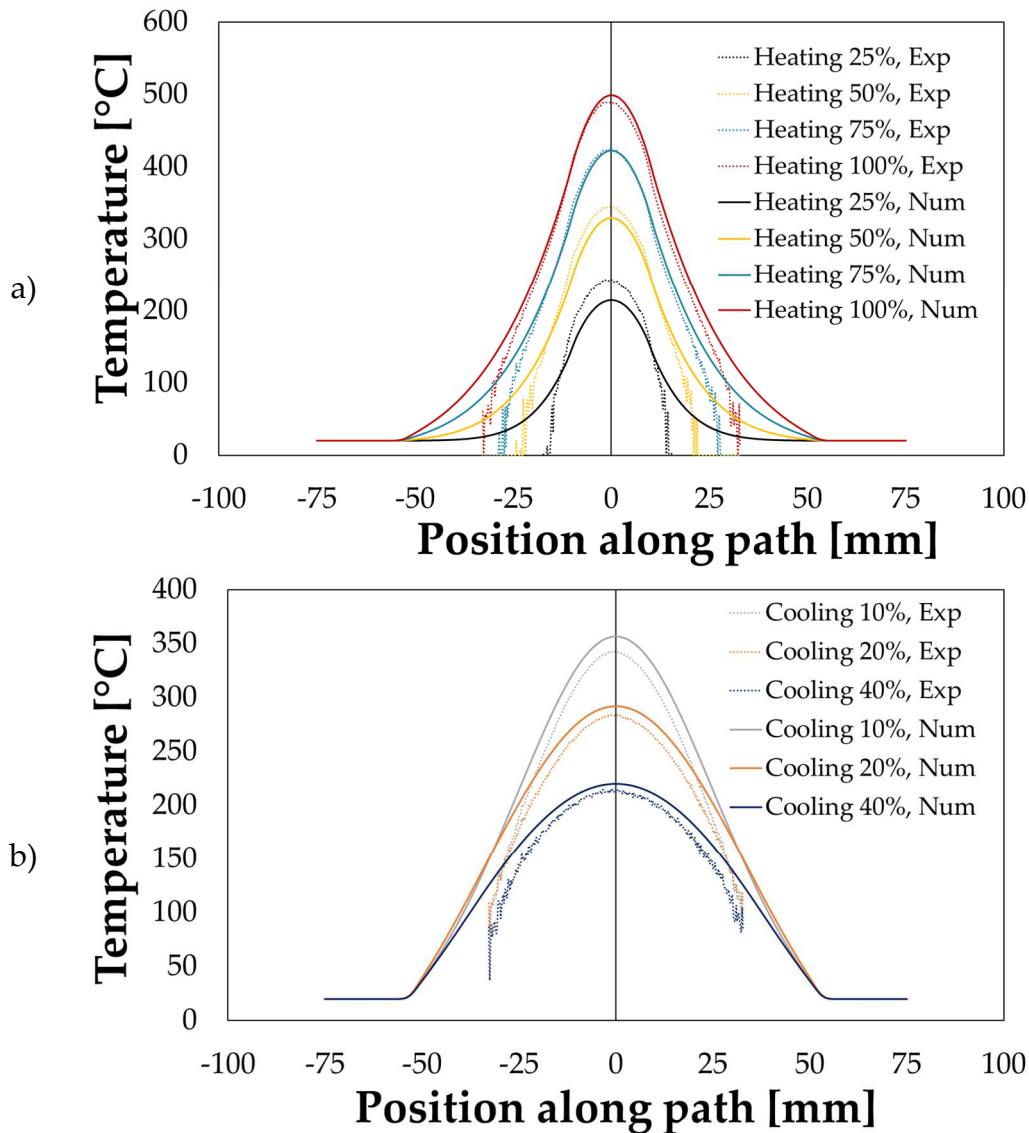 600
500
400
300
200
100
0
Temperature [°C]
a)
Heating 25%, Exp
Heating 50%, Exp
Heating 75%, Exp
Heating 100%, Exp
Heating 25%, Num
Heating 50%, Num
Heating 75%, Num
Heating 100%, Num
-100 -75 -50 -25 0 25 50 75 100
Position along path [mm]
400
350
300
250
200
150
100
50
0
Temperature [°C]
b)
Cooling 10%, Exp
Cooling 20%, Exp
Cooling 40%, Exp
Cooling 10%, Num
Cooling 20%, Num
Cooling 40%, Num
-100 -75 -50 -25 0 25 50 75 100
Position along path [mm]